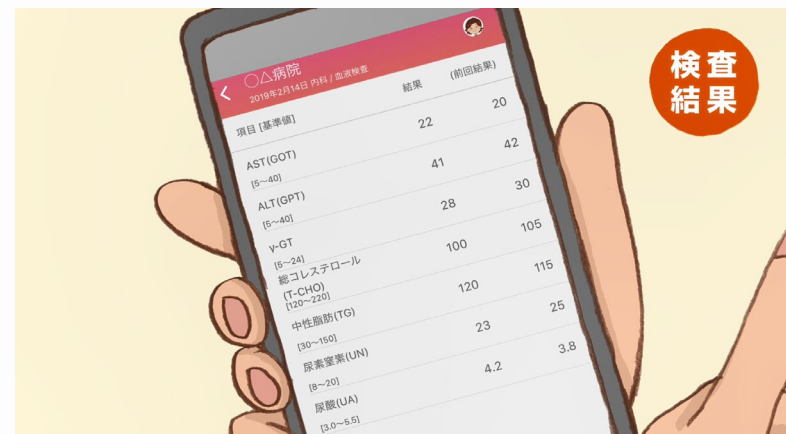 ○△病院
2019年2月14日 内科 / 血液検査
項目 [基準値]
結果
(前回結果)
AST(GOT)
22
20
[5～40]
ALT(GPT)
41
42
[5～40]
γ-GT
28
30
[5～24]
総コレステロール
(T-CHO)
100
105
[120～220]
中性脂肪(TG)
120
115
[30～150]
尿素窒素(UN)
23
25
[8～20]
尿酸(UA)
4.2
3.8
[3.0～5.5]
検査
結果